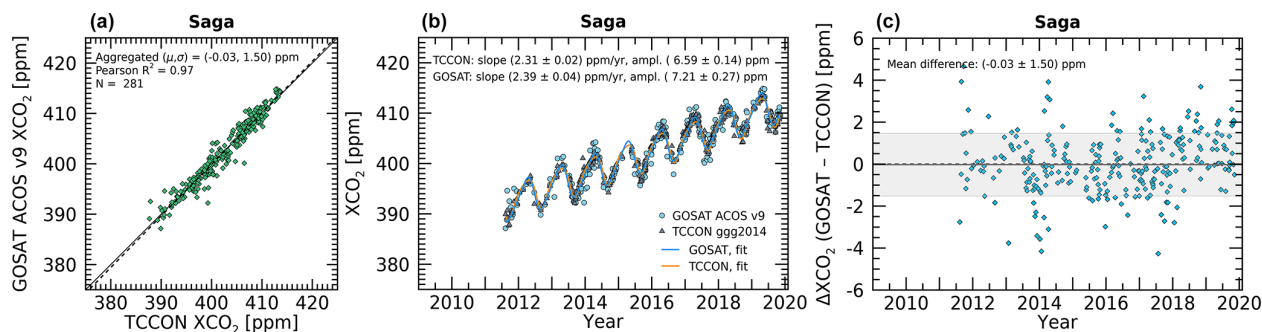 (a)
Saga
Aggregated (μ,σ) = (-0.03, 1.50) ppm
Pearson R² = 0.97
N = 281
GOSAT ACOS v9 XCO₂ [ppm]
420
410
400
390
380
380 390 400 410 420
TCCON XCO₂ [ppm]
(b)
Saga
TCCON: slope (2.31 ± 0.02) ppm/yr, ampl. ( 6.59 ± 0.14) ppm
GOSAT: slope (2.39 ± 0.04) ppm/yr, ampl. ( 7.21 ± 0.27) ppm
XCO₂ [ppm]
420
410
400
390
380
GOSAT ACOS v9
TCCON ggg2014
GOSAT, fit
TCCON, fit
2010 2012 2014 2016 2018 2020
Year
(c)
Saga
Mean difference: (-0.03 ± 1.50) ppm
ΔXCO₂ (GOSAT − TCCON) [ppm]
6
4
2
0
-2
-4
-6
2010 2012 2014 2016 2018 2020
Year